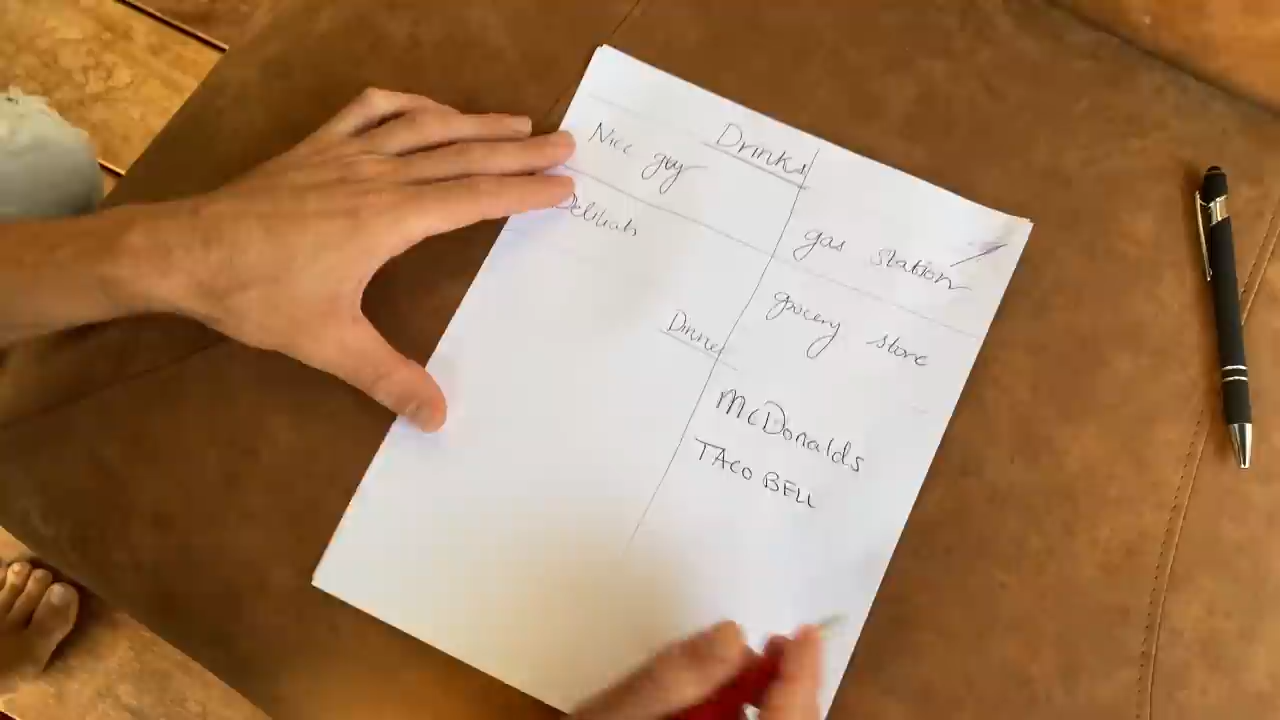 Drinks
Nice guy
Delilah
gas station
grocery store
Dinner
McDonalds
TACO BELL